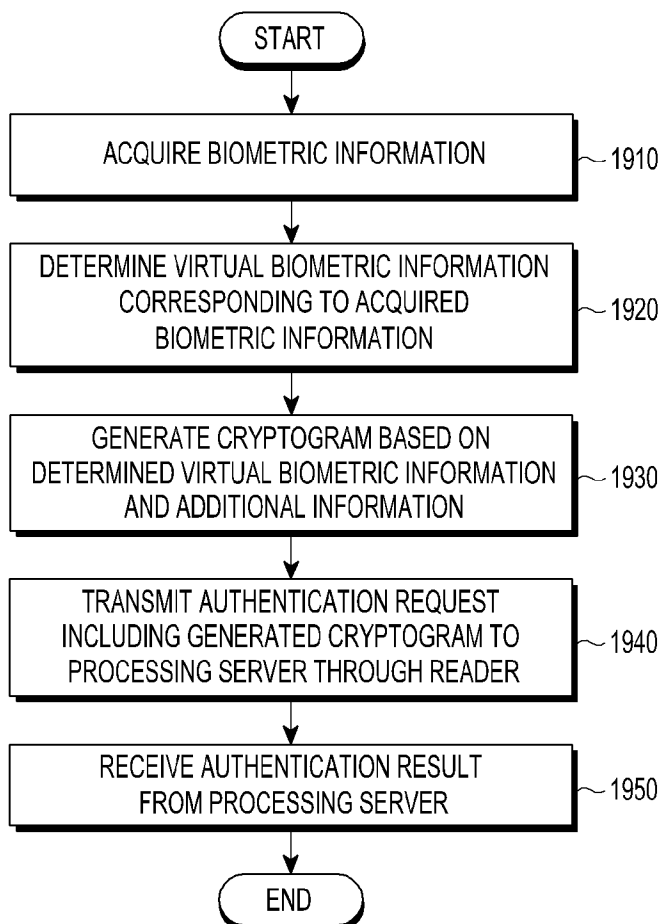 START
ACQUIRE BIOMETRIC INFORMATION
1910
DETERMINE VIRTUAL BIOMETRIC INFORMATION
CORRESPONDING TO ACQUIRED
BIOMETRIC INFORMATION
1920
GENERATE CRYPTOGRAM BASED ON
DETERMINED VIRTUAL BIOMETRIC INFORMATION
AND ADDITIONAL INFORMATION
1930
TRANSMIT AUTHENTICATION REQUEST
INCLUDING GENERATED CRYPTOGRAM TO
PROCESSING SERVER THROUGH READER
1940
RECEIVE AUTHENTICATION RESULT
FROM PROCESSING SERVER
1950
END